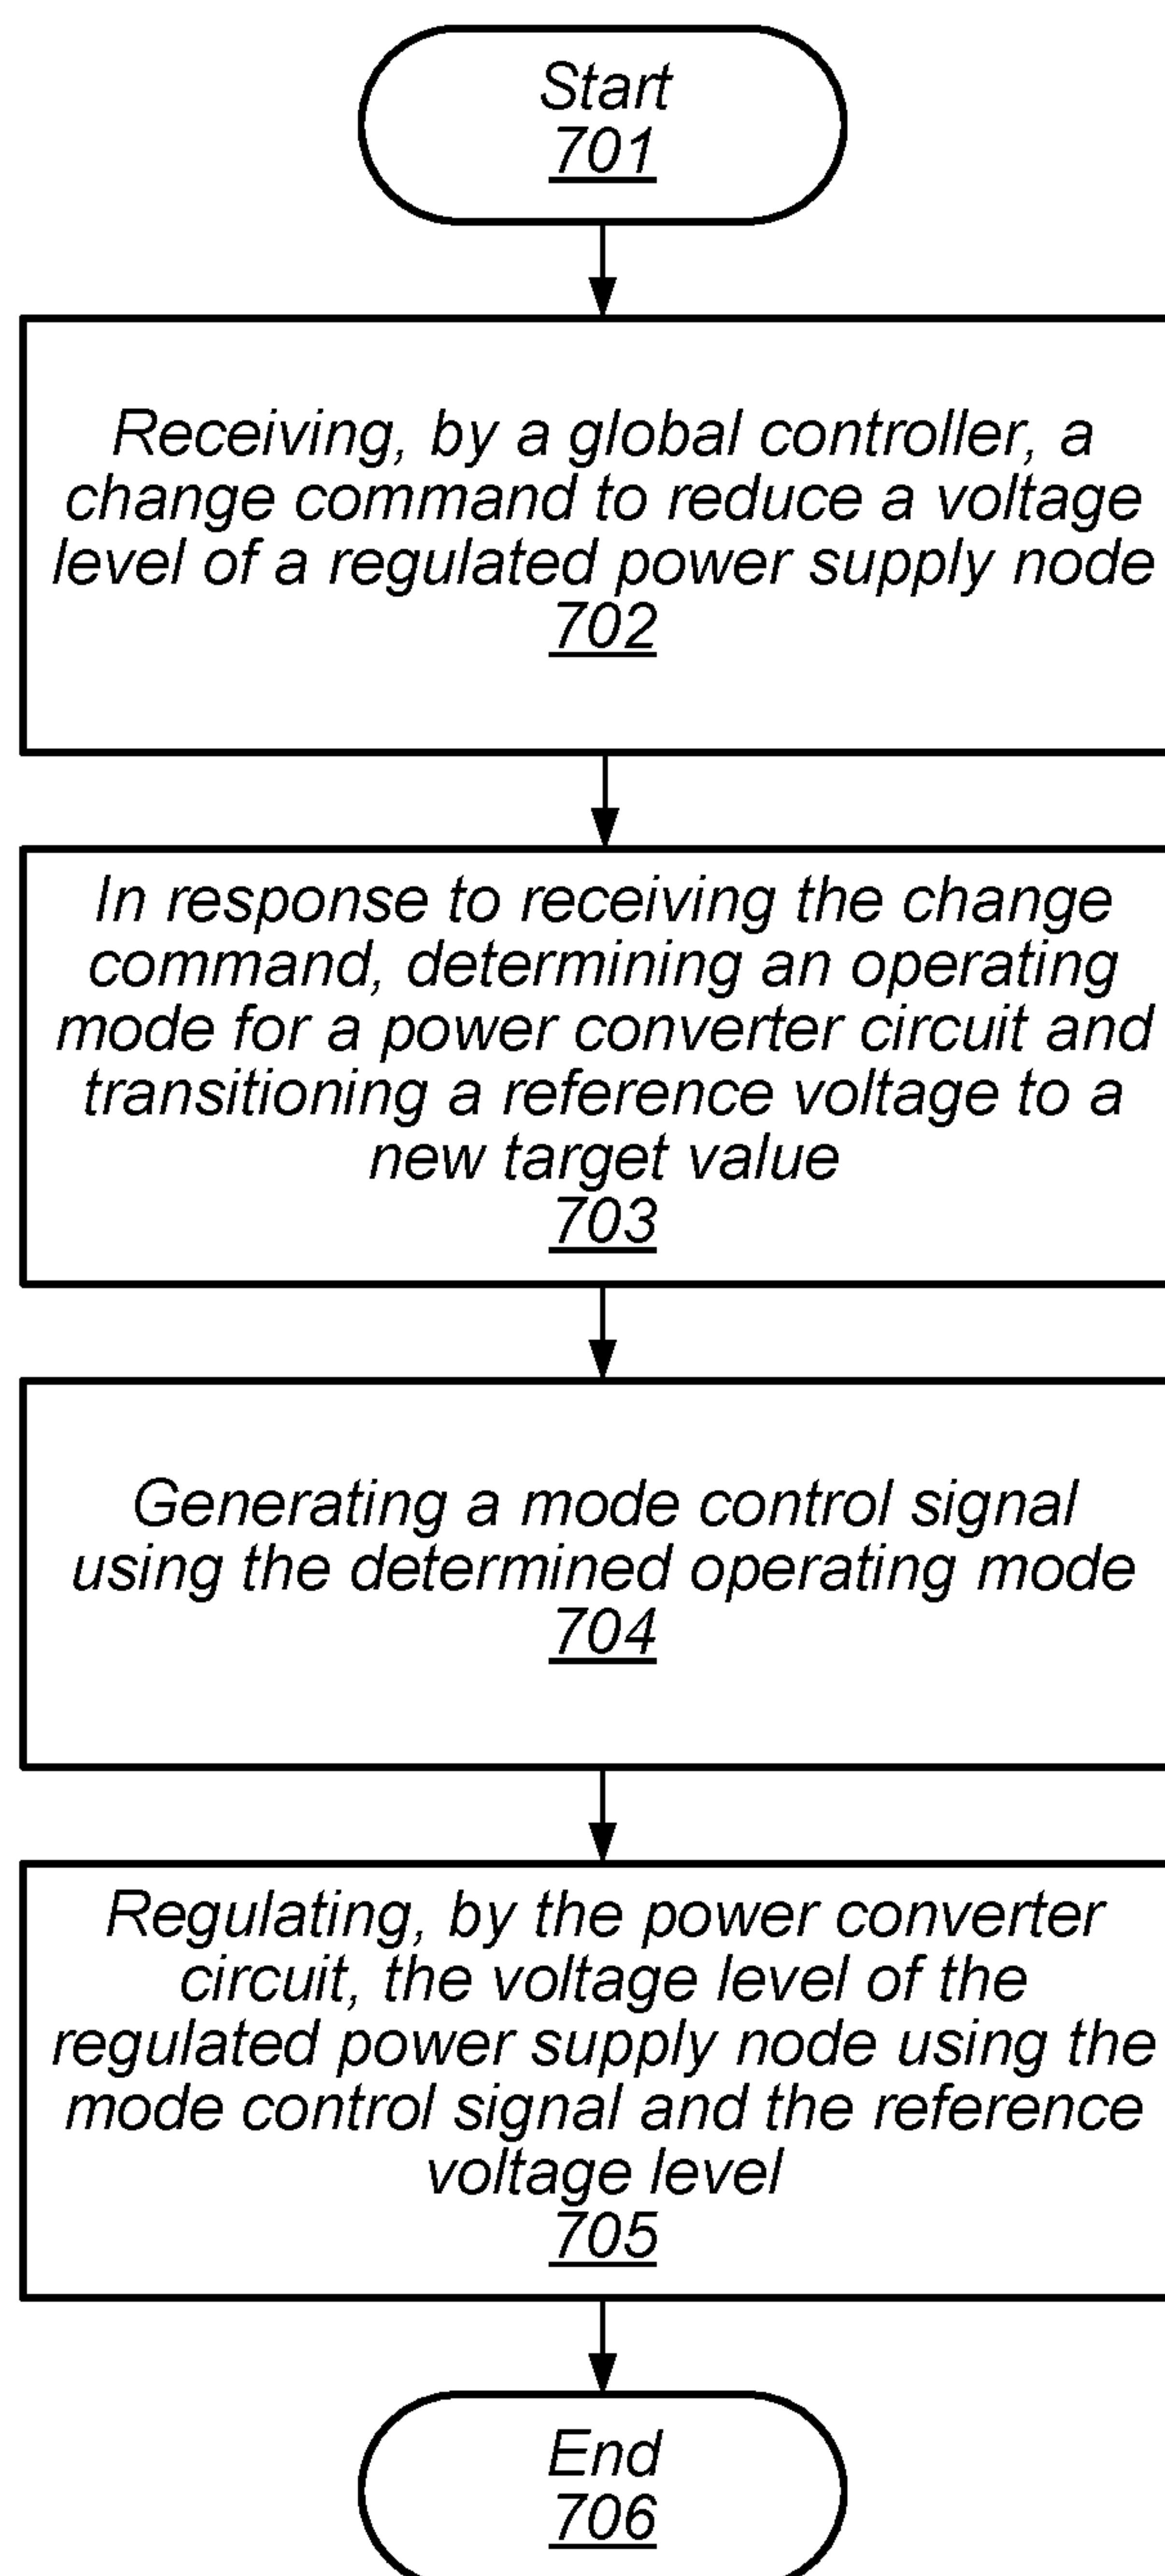 Start
701
Receiving, by a global controller, a
change command to reduce a voltage
level of a regulated power supply node
702
In response to receiving the change
command, determining an operating
mode for a power converter circuit and
transitioning a reference voltage to a
new target value
703
Generating a mode control signal
using the determined operating mode
704
Regulating, by the power converter
circuit, the voltage level of the
regulated power supply node using the
mode control signal and the reference
voltage level
705
End
706